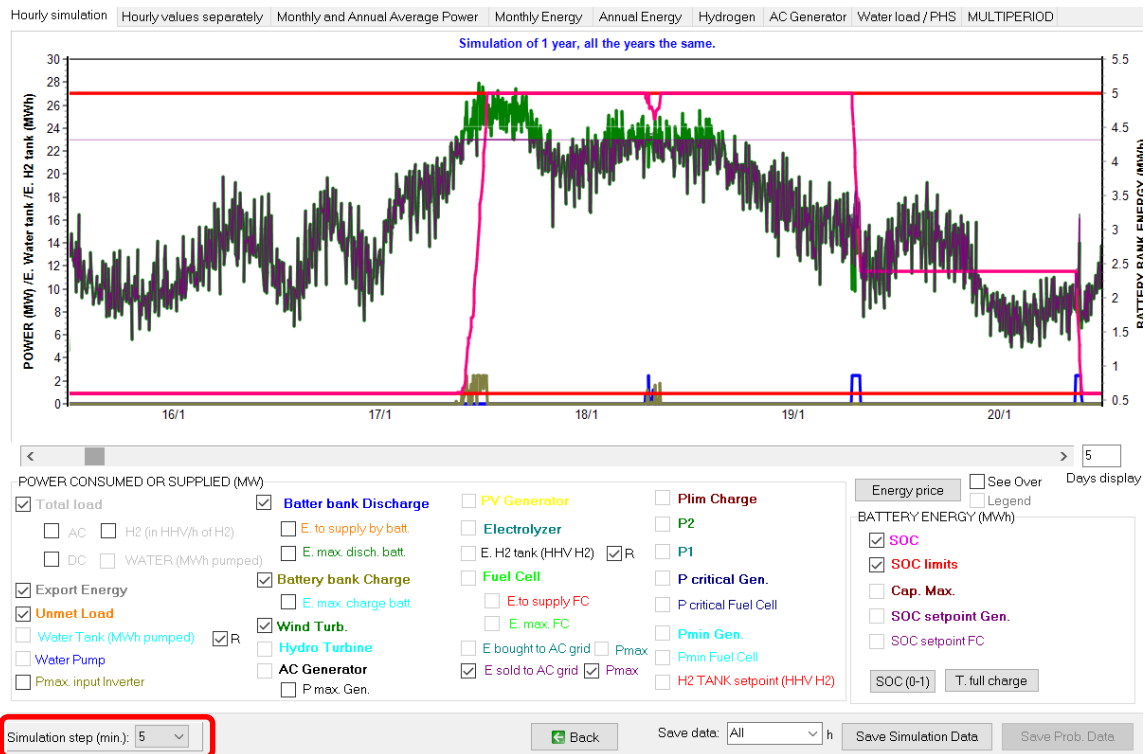 Hourly simulation Hourly values separately Monthly and Annual Average Power Monthly Energy Annual Energy Hydrogen AC Generator Water load / PHS MULTIPERIOD
Simulation of 1 year, all the years the same.
POWER (MW) /E. Water tank /E. H2 tank (MWh)
30
28
26
24
22
20
18
16
14
12
10
8
6
4
2
0
16/1 17/1 18/1 19/1 20/1
5.5
5
4.5
4
3.5
3
2.5
2
1.5
1
0.5
BATTERY BANK ENERGY (MWh)
< > 5
Days display
POWER CONSUMED OR SUPPLIED (MW)
Total load
AC H2 (in HHV/h of H2)
DC WATER (MWh pumped)
Export Energy
Unmet Load
Water Tank (MWh pumped) R
Water Pump
Pmax. input Inverter
Batter bank Discharge
E. to supply by batt.
E. max. disch. batt.
Battery bank Charge
E. max. charge batt.
Wind Turb.
Hydro Turbine
AC Generator
P max. Gen.
PV Generator
Electrolyzer
E. H2 tank (HHV H2) R
Fuel Cell
E.to supply FC
E. max. FC
E bought to AC grid Pmax
E sold to AC grid Pmax
Plim Charge
P2
P1
P critical Gen.
P critical Fuel Cell
Pmin Gen.
Pmin Fuel Cell
H2 TANK setpoint (HHV H2)
Energy price
See Over
Legend
BATTERY ENERGY (MWh)
SOC
SOC limits
Cap. Max.
SOC setpoint Gen.
SOC setpoint FC
SOC (0-1) T. full charge
Simulation step (min.): 5
Back
Save data: All h
Save Simulation Data
Save Prob. Data